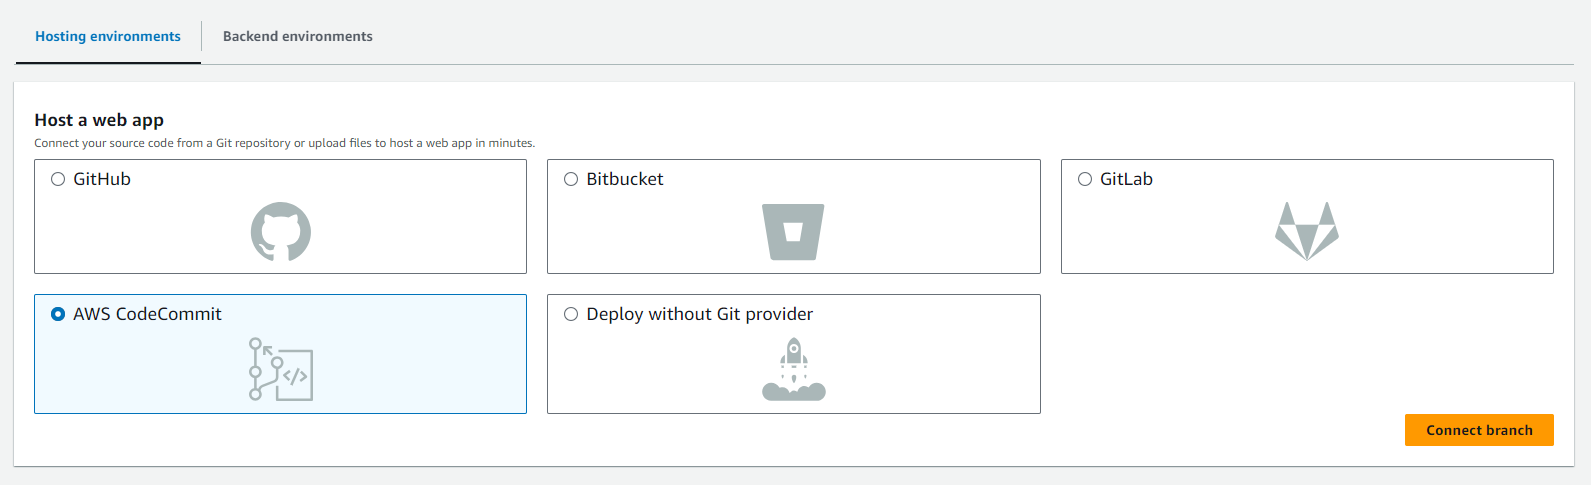 Hosting environments
Backend environments
Host a web app
Connect your source code from a Git repository or upload files to host a web app in minutes.
GitHub
Bitbucket
GitLab
AWS CodeCommit
Deploy without Git provider
Connect branch